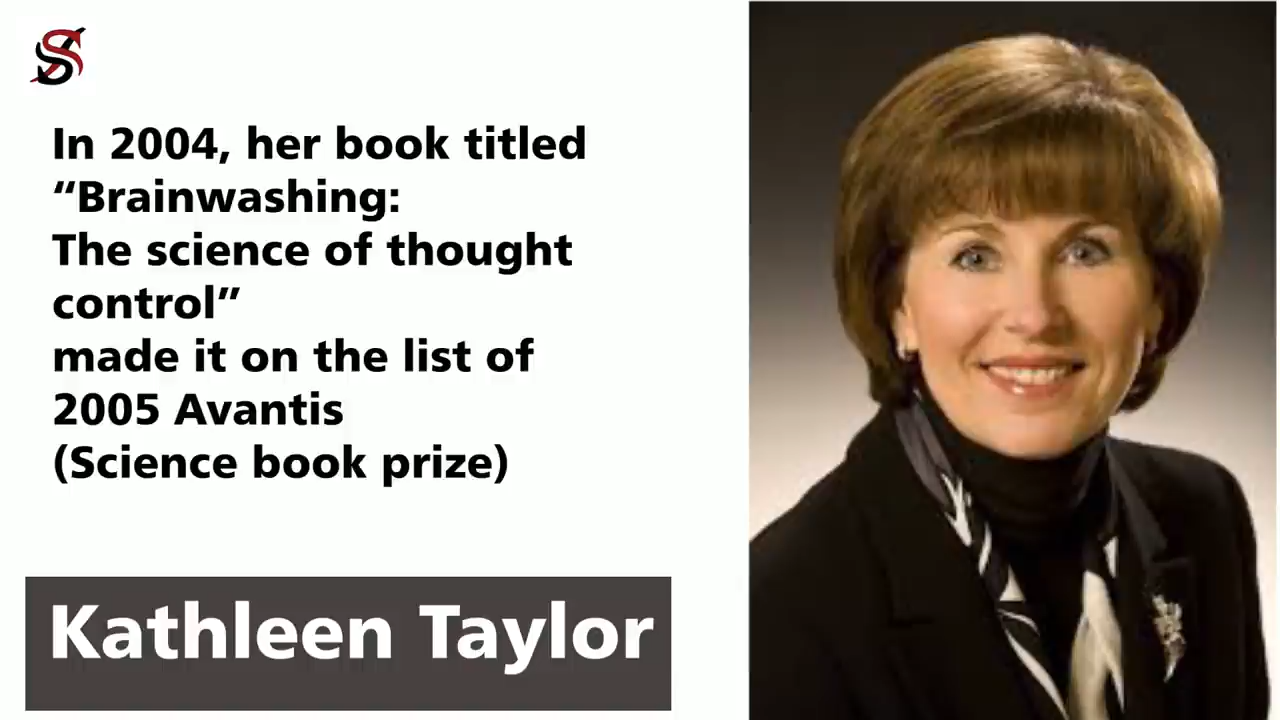 In 2004, her book titled
“Brainwashing:
The science of thought
control”
made it on the list of
2005 Avantis
(Science book prize)
Kathleen Taylor